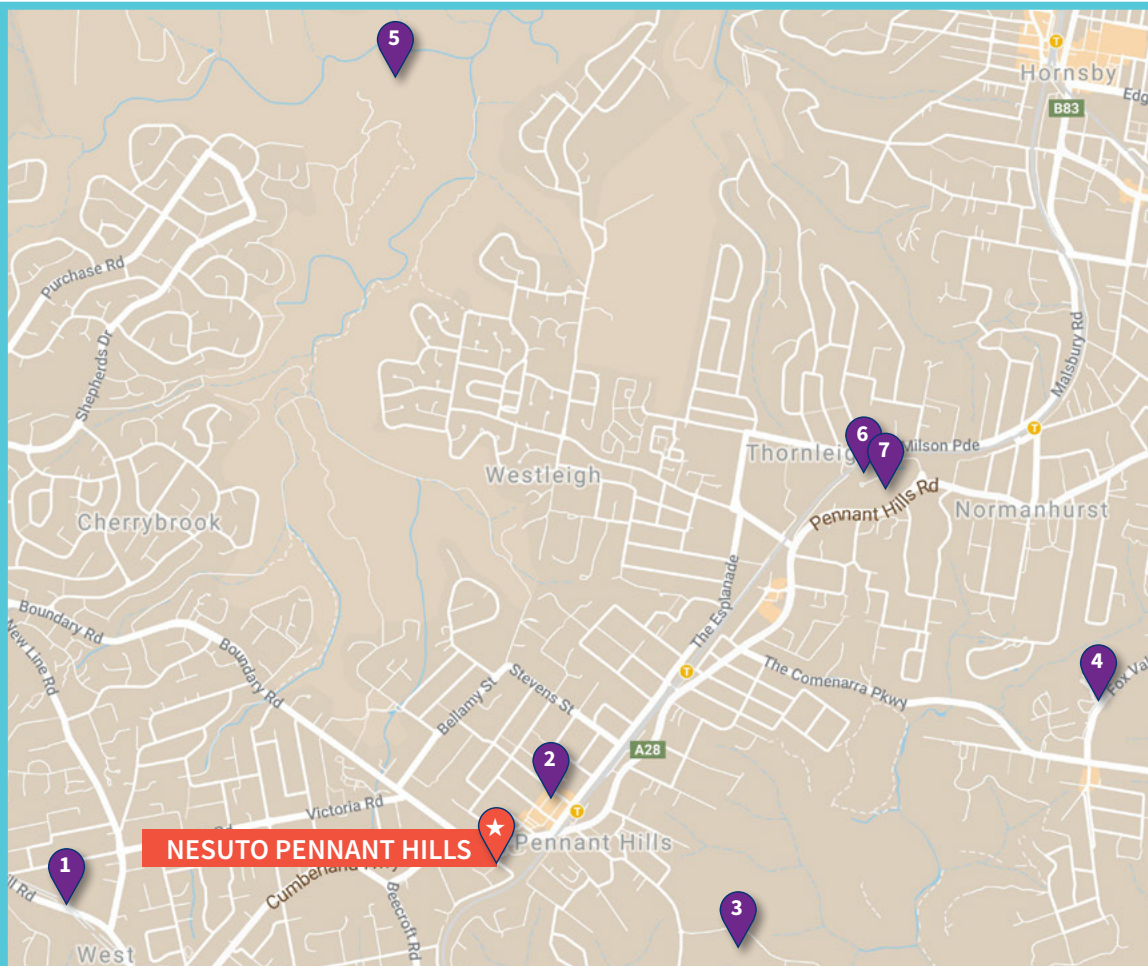 5
Hornsby
B83
Edg
Purchase Rd
Shepherds Dr
Malsbury Rd
6
7
Milson Pde
Thornleig
Westleigh
Pennant Hills Rd
Normanhurst
Cherrybrook
The Esplanade
Boundary Rd
New Line Rd
Boundary Rd
Bellamy St
Stevens St
The Comenarra Pkwy
4
Fox Val
A28
2
Victoria Rd
Rd
NESUTO PENNANT HILLS
Pennant Hills
1
Cumberland Hwy
Beecroft Rd
3
ll Rd
West
T
T
T
T